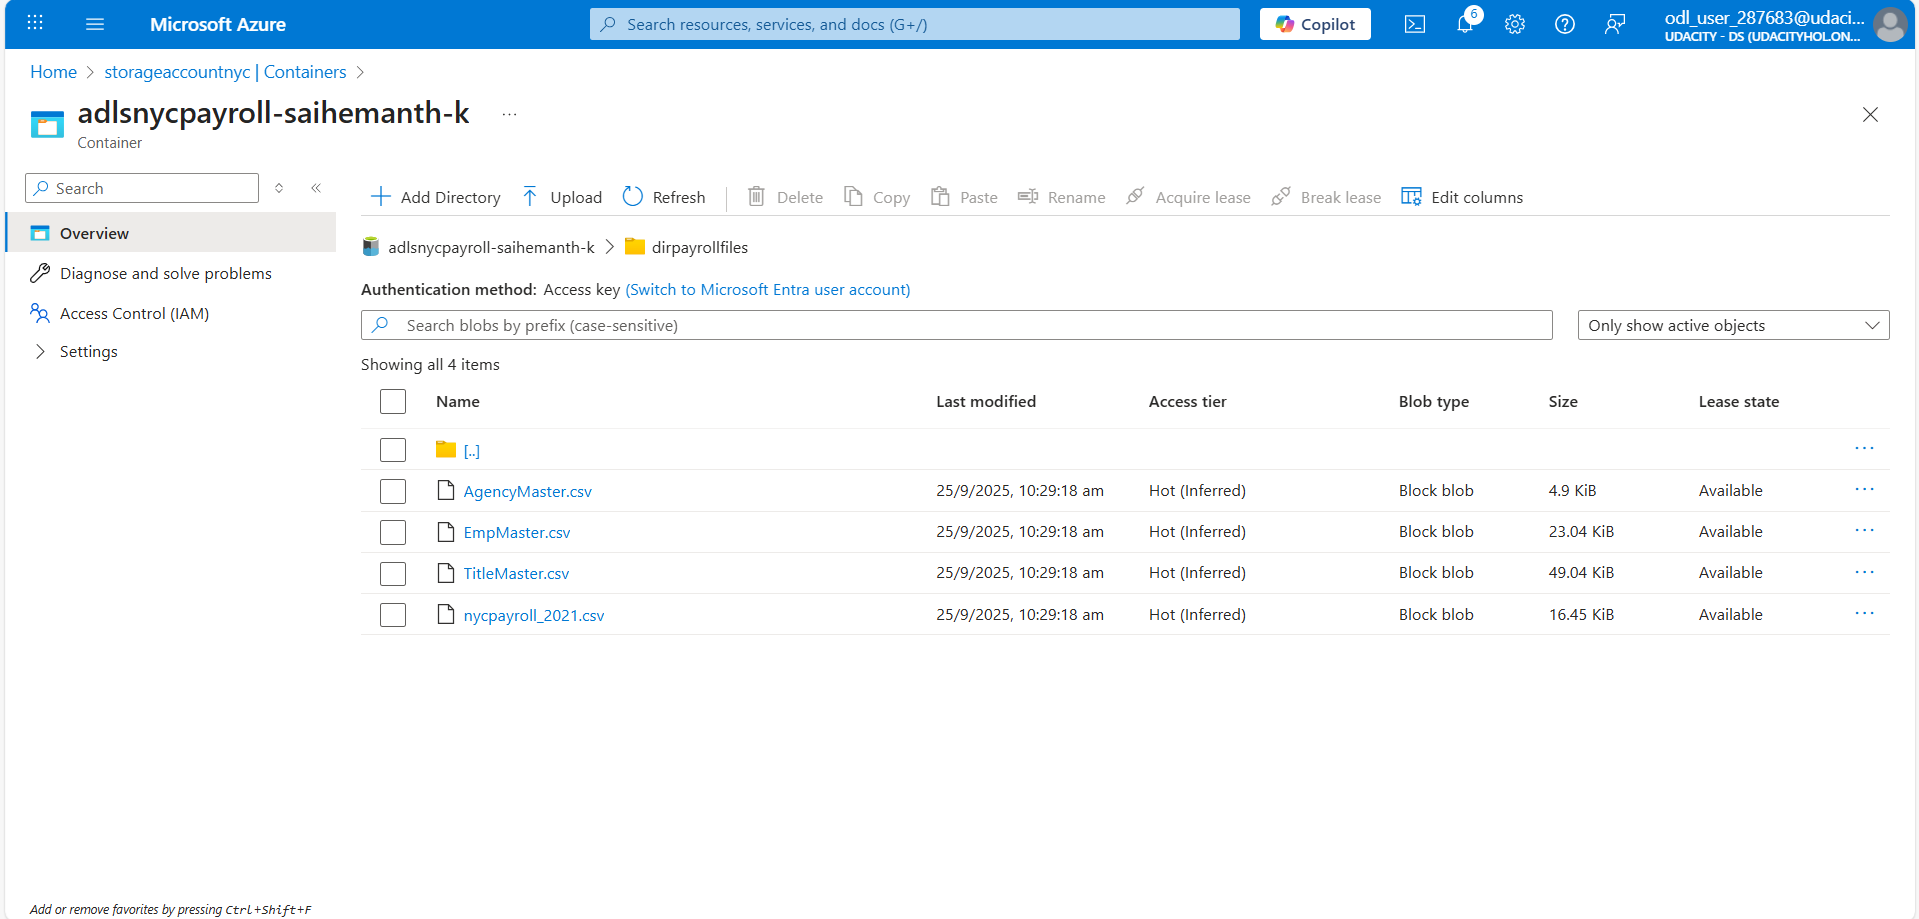 Microsoft Azure
Search resources, services, and docs (G+/)
Copilot
6
odl_user_287683@udaci...
UDACITY - DS (UDACITYHOL.ON...
Home > storageaccountnyc | Containers >
adlsnycpayroll-saihemanth-k ...
Container
Search
Overview
Diagnose and solve problems
Access Control (IAM)
Settings
Add Directory Upload Refresh Delete Copy Paste Rename Acquire lease Break lease Edit columns
adlsnycpayroll-saihemanth-k > dirpayrollfiles
Authentication method: Access key (Switch to Microsoft Entra user account)
Search blobs by prefix (case-sensitive)
Only show active objects
Showing all 4 items
Name Last modified Access tier Blob type Size Lease state
[..] ...
AgencyMaster.csv 25/9/2025, 10:29:18 am Hot (Inferred) Block blob 4.9 KiB Available ...
EmpMaster.csv 25/9/2025, 10:29:18 am Hot (Inferred) Block blob 23.04 KiB Available ...
TitleMaster.csv 25/9/2025, 10:29:18 am Hot (Inferred) Block blob 49.04 KiB Available ...
nycpayroll_2021.csv 25/9/2025, 10:29:18 am Hot (Inferred) Block blob 16.45 KiB Available ...
Add or remove favorites by pressing Ctrl+Shift+F